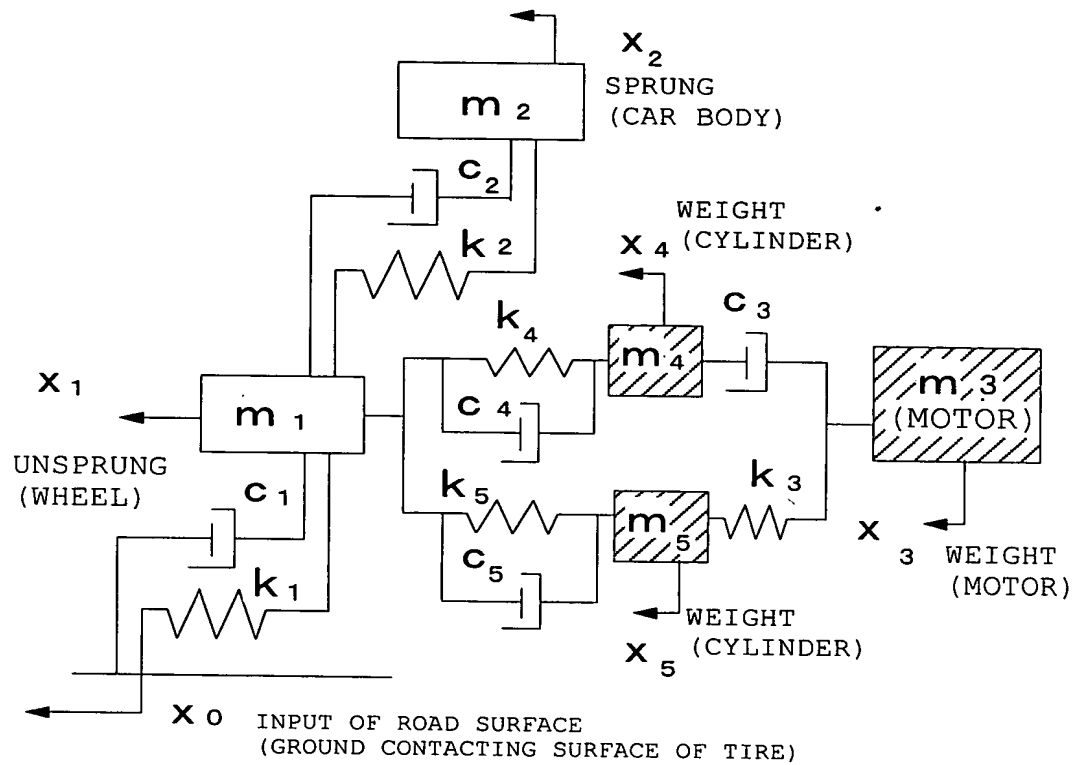 x₂
SPRUNG
(CAR BODY)
m₂
c₂
k₂
WEIGHT
(CYLINDER)
x₄
c₃
k₄
m₄
m₃
(MOTOR)
x₁
m₁
c₄
UNSPRUNG
(WHEEL)
c₁
k₅
m₅
k₃
x₃
WEIGHT
(MOTOR)
c₅
k₁
WEIGHT
(CYLINDER)
x₅
x₀
INPUT OF ROAD SURFACE
(GROUND CONTACTING SURFACE OF TIRE)